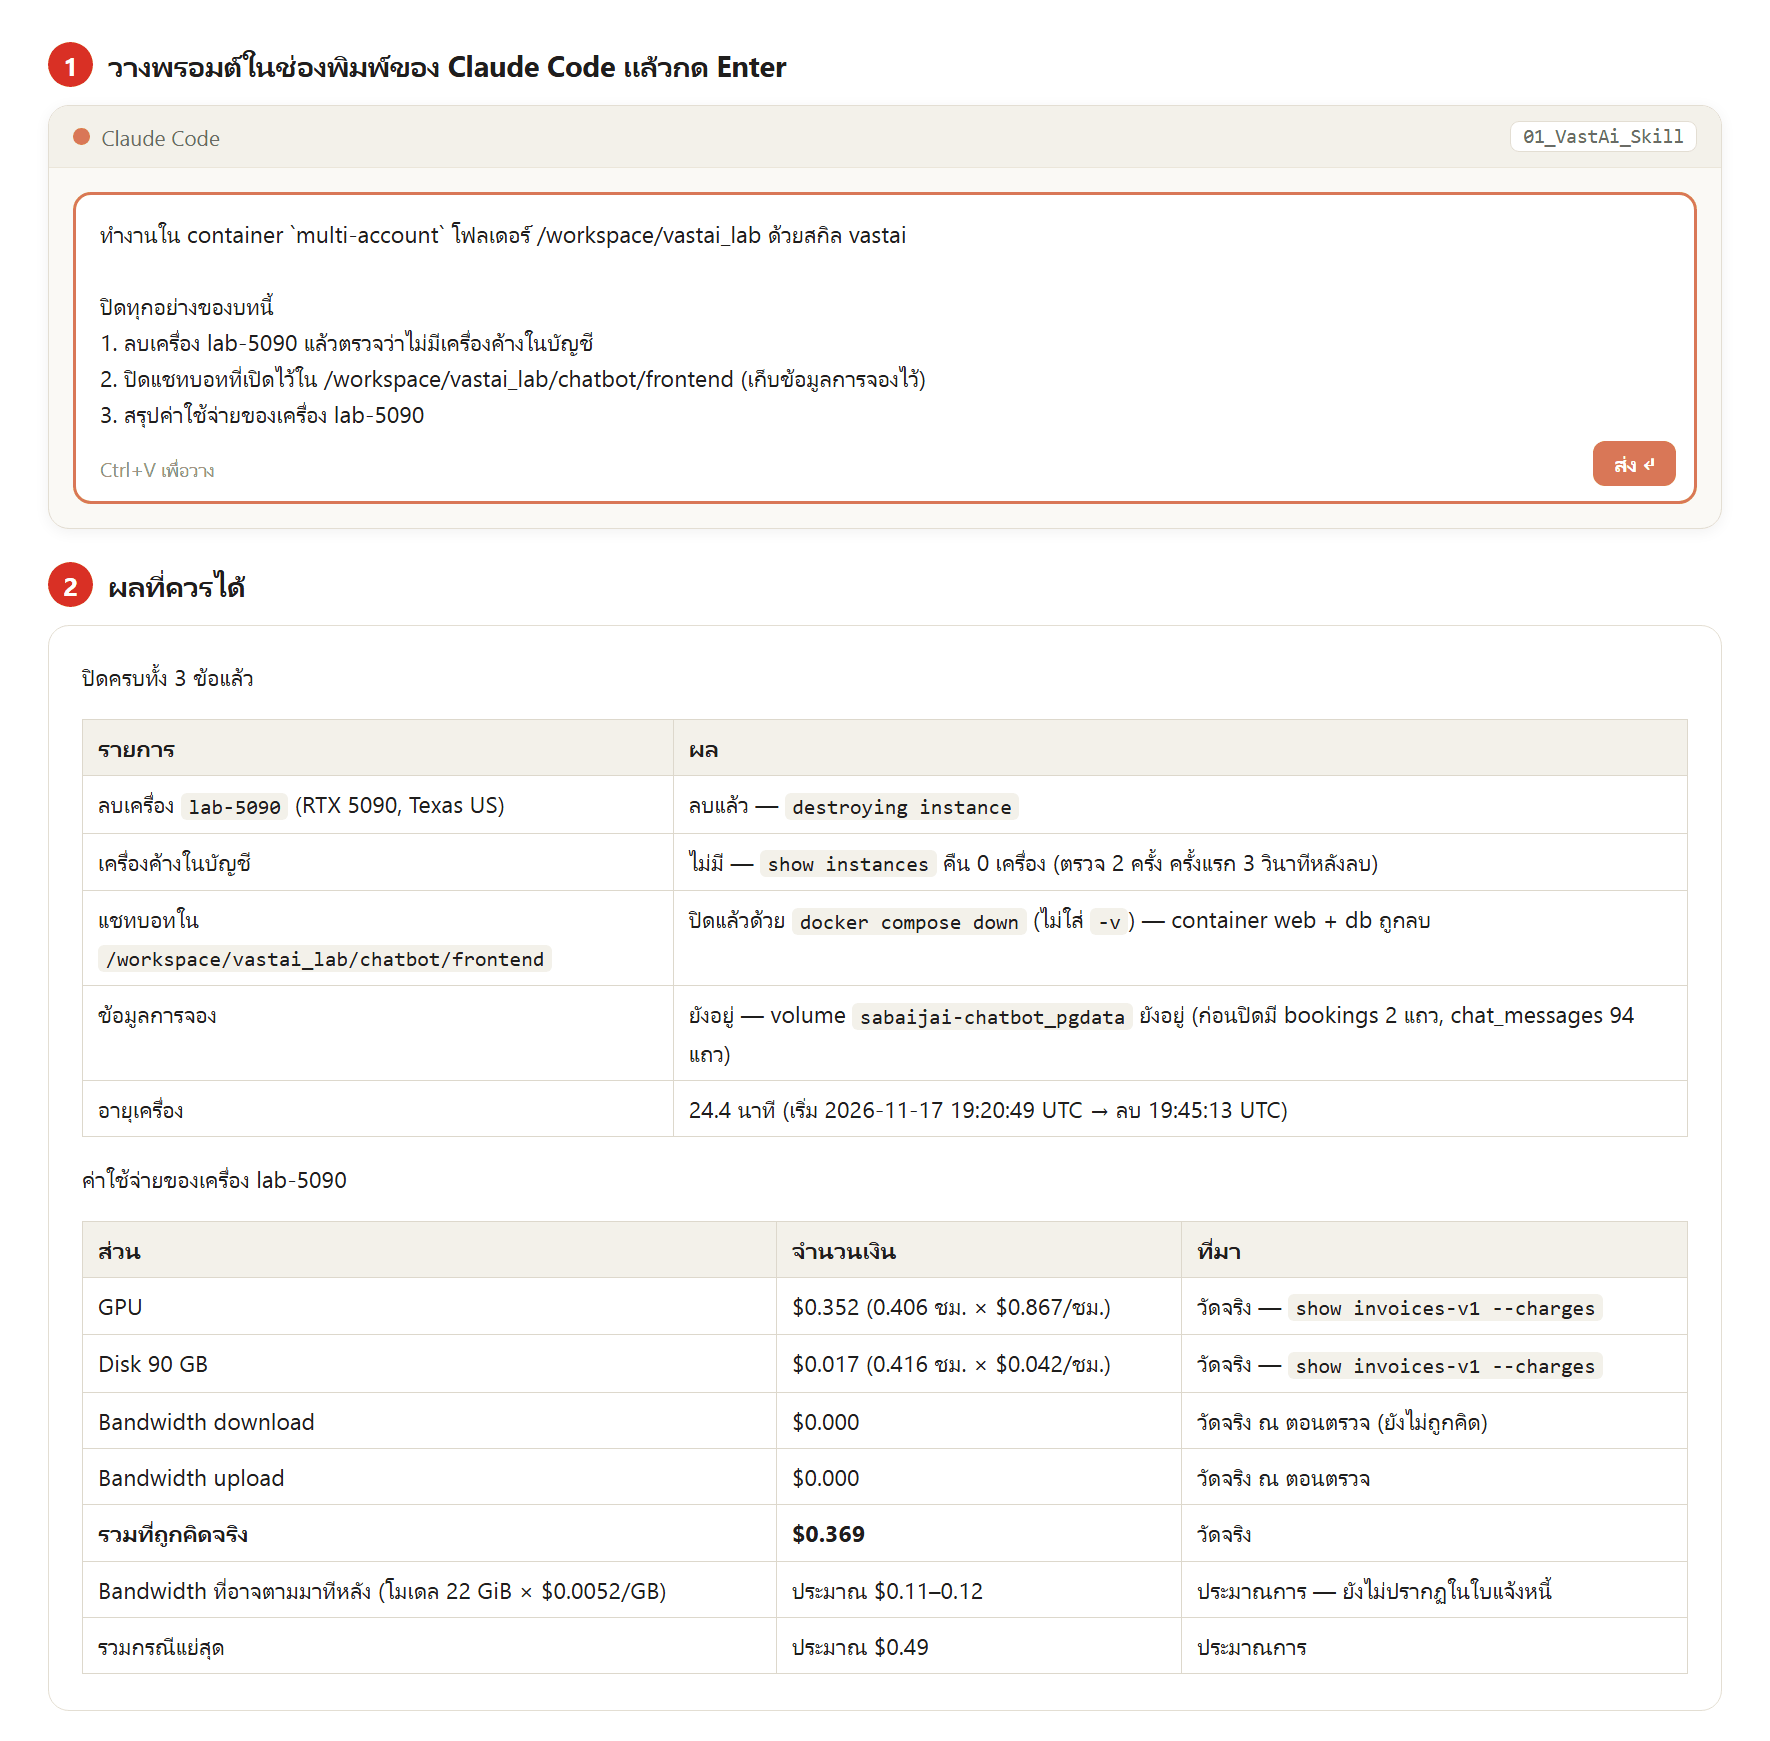 1 วางพรอมต์ในช่องพิมพ์ของ Claude Code แล้วกด Enter
Claude Code
01_VastAi_Skill
ทำงานใน container `multi-account` โฟลเดอร์ /workspace/vastai_lab ด้วยสกิล vastai
ปิดทุกอย่างของบทนี้
1. ลบเครื่อง lab-5090 แล้วตรวจว่าไม่มีเครื่องค้างในบัญชี
2. ปิดแชทบอทที่เปิดไว้ใน /workspace/vastai_lab/chatbot/frontend (เก็บข้อมูลการจองไว้)
3. สรุปค่าใช้จ่ายของเครื่อง lab-5090
Ctrl+V เพื่อวาง
ส่ง ↵
2 ผลที่ควรได้
ปิดครบทั้ง 3 ข้อแล้ว
รายการ ผล
ลบเครื่อง lab-5090 (RTX 5090, Texas US) ลบแล้ว — destroying instance
เครื่องค้างในบัญชี ไม่มี — show instances คืน 0 เครื่อง (ตรวจ 2 ครั้ง ครั้งแรก 3 วินาทีหลังลบ)
แชทบอทใน ปิดแล้วด้วย docker compose down (ไม่ใส่ -v) — container web + db ถูกลบ
/workspace/vastai_lab/chatbot/frontend
ข้อมูลการจอง ยังอยู่ — volume sabaijai-chatbot_pgdata ยังอยู่ (ก่อนปิดมี bookings 2 แถว, chat_messages 94
แถว)
อายุเครื่อง 24.4 นาที (เริ่ม 2026-11-17 19:20:49 UTC → ลบ 19:45:13 UTC)
ค่าใช้จ่ายของเครื่อง lab-5090
ส่วน จำนวนเงิน ที่มา
GPU $0.352 (0.406 ชม. × $0.867/ชม.) วัดจริง — show invoices-v1 --charges
Disk 90 GB $0.017 (0.416 ชม. × $0.042/ชม.) วัดจริง — show invoices-v1 --charges
Bandwidth download $0.000 วัดจริง ณ ตอนตรวจ (ยังไม่ถูกคิด)
Bandwidth upload $0.000 วัดจริง ณ ตอนตรวจ
รวมที่ถูกคิดจริง $0.369 วัดจริง
Bandwidth ที่อาจตามมาทีหลัง (โมเดล 22 GiB × $0.0052/GB) ประมาณ $0.11–0.12 ประมาณการ — ยังไม่ปรากฏในใบแจ้งหนี้
รวมกรณีแย่สุด ประมาณ $0.49 ประมาณการ